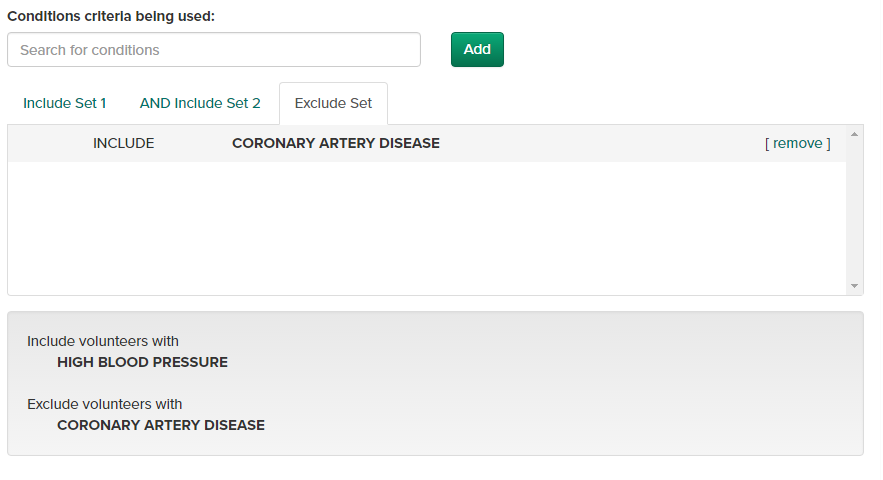 Conditions criteria being used:
Search for conditions
Add
Include Set 1
AND Include Set 2
Exclude Set
INCLUDE CORONARY ARTERY DISEASE [ remove ]
Include volunteers with
HIGH BLOOD PRESSURE
Exclude volunteers with
CORONARY ARTERY DISEASE